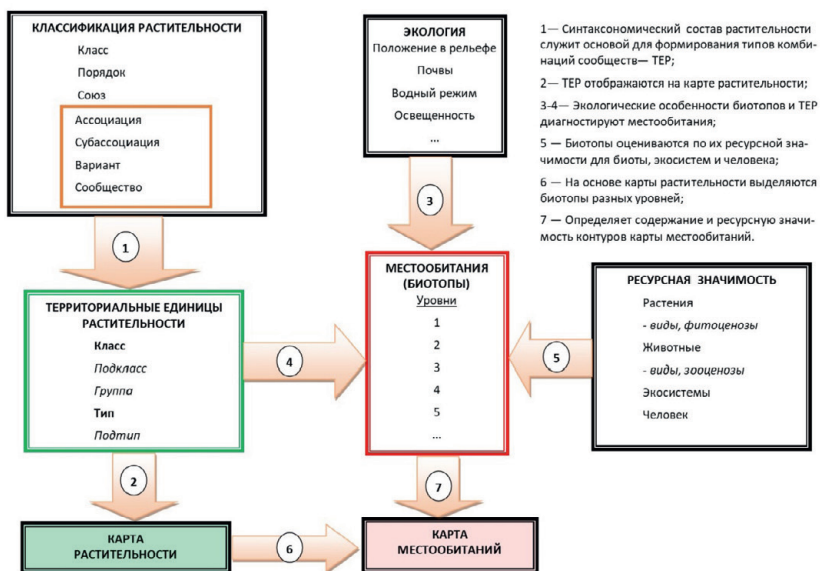 КЛАССИФИКАЦИЯ РАСТИТЕЛЬНОСТИ
Класс
Порядок
Союз
Ассоциация
Субассоциация
Вариант
Сообщество
ЭКОЛОГИЯ
Положение в рельефе
Почвы
Водный режим
Освещенность
...
1— Синтаксономический состав растительности
служит основой для формирования типов комби-
наций сообществ— ТЕР;
2— ТЕР отображаются на карте растительности;
3-4— Экологические особенности биотопов и ТЕР
диагностируют местообитания;
5 — Биотопы оцениваются по их ресурсной зна-
чимости для биоты, экосистем и человека;
6 — На основе карты растительности выделяются
биотопы разных уровней;
7 — Определяет содержание и ресурсную значи-
мость контуров карты местообитаний.
1
3
ТЕРРИТОРИАЛЬНЫЕ ЕДИНИЦЫ
РАСТИТЕЛЬНОСТИ
Класс
Подкласс
Группа
Тип
Подтип
4
МЕСТООБИТАНИЯ
(БИОТОПЫ)
Уровни
1
2
3
4
5
...
5
РЕСУРСНАЯ ЗНАЧИМОСТЬ
Растения
- виды, фитоценозы
Животные
- виды, зооценозы
Экосистемы
Человек
2
7
КАРТА
РАСТИТЕЛЬНОСТИ
6
КАРТА
МЕСТООБИТАНИЙ